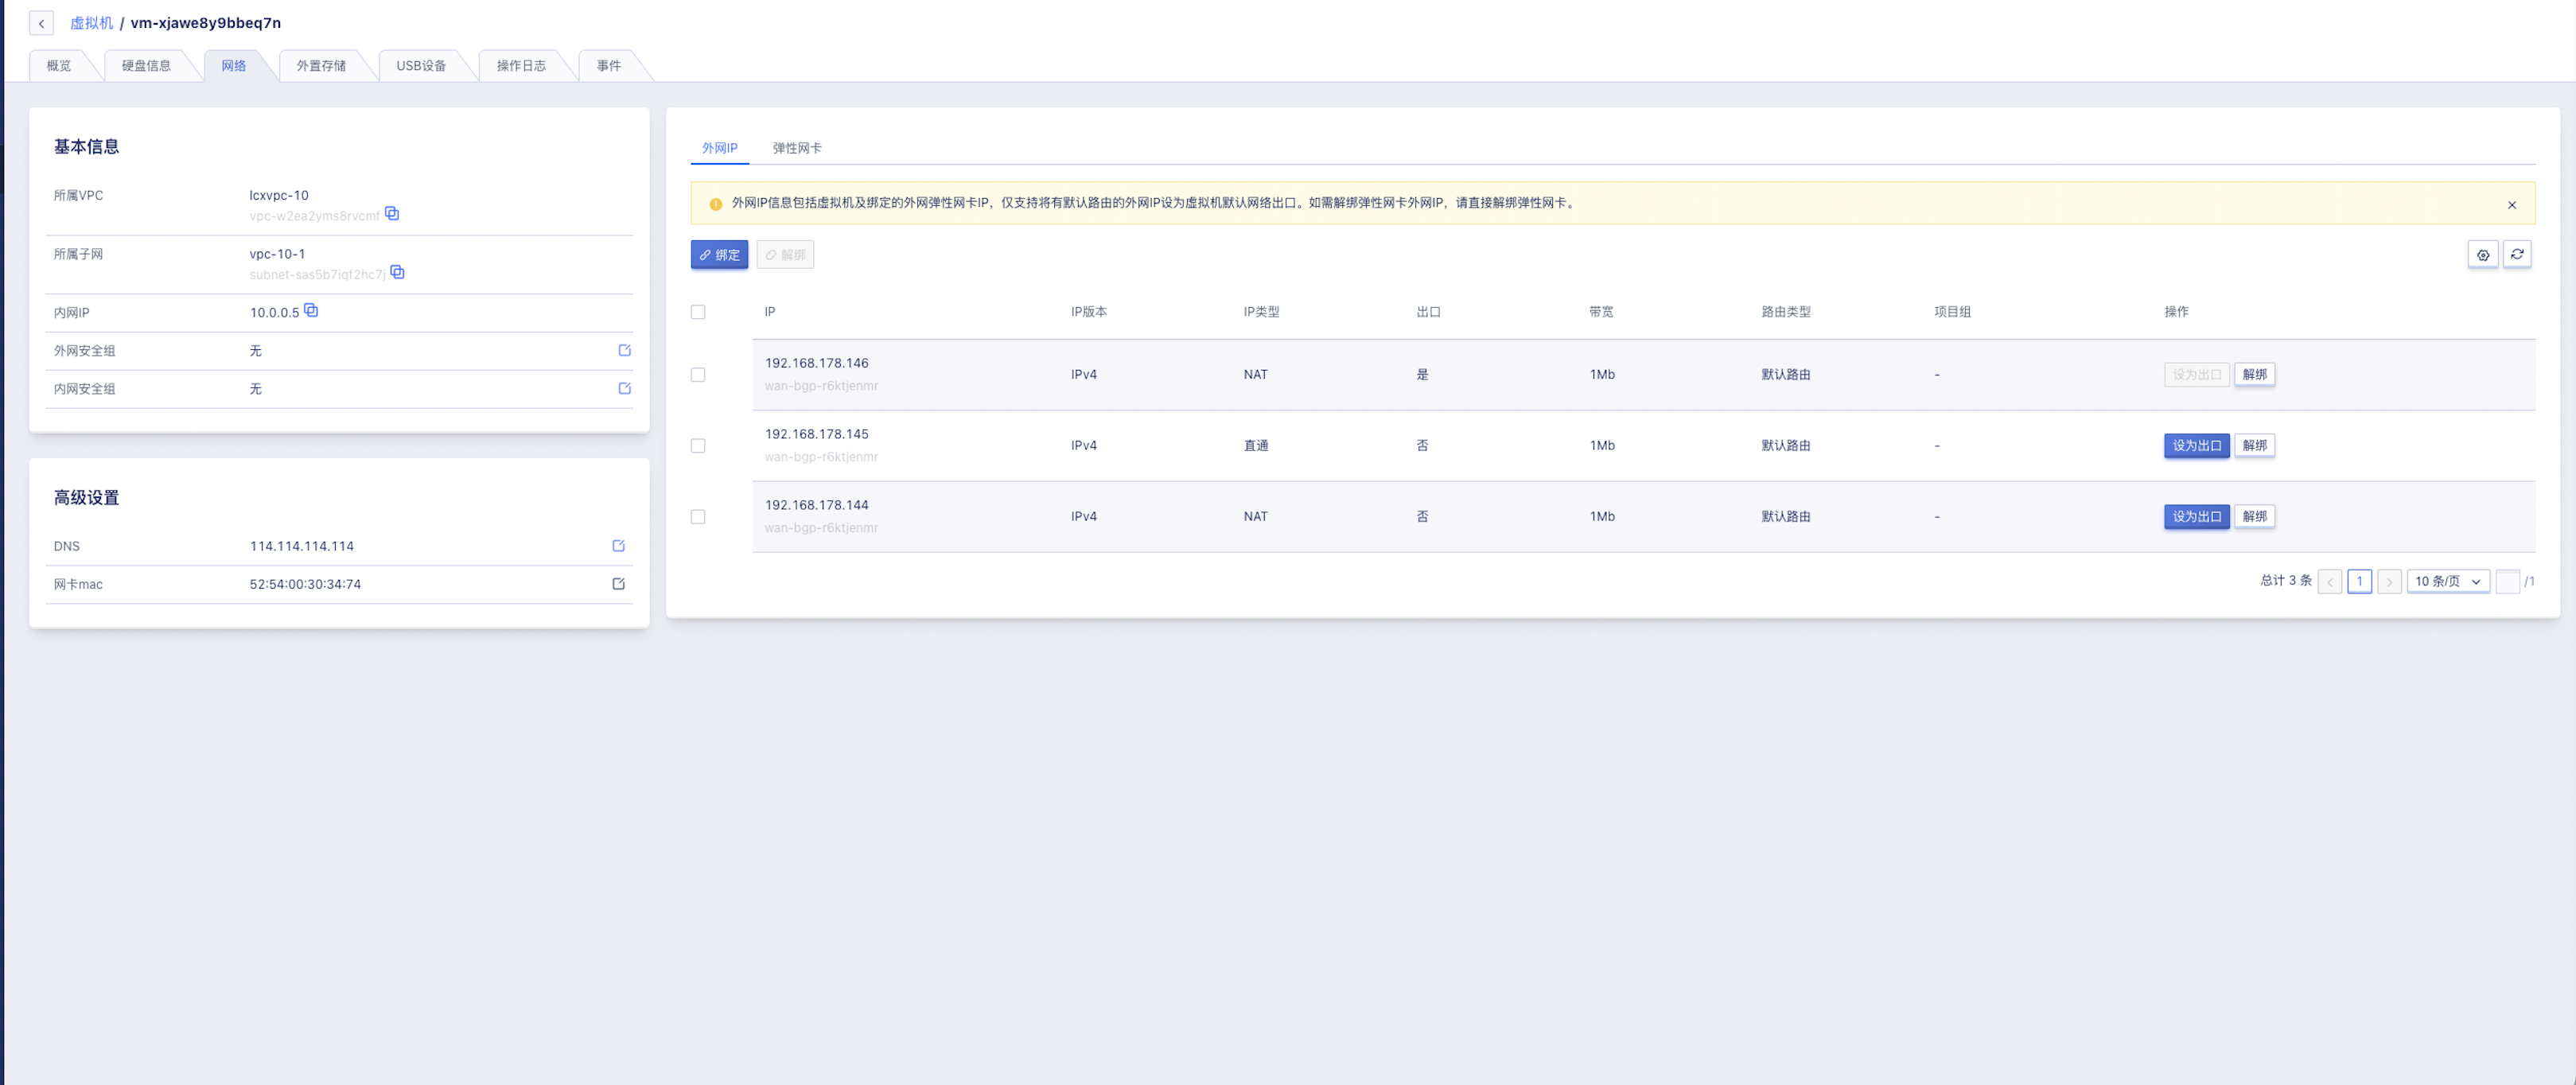 虚拟机 / vm-xjawe8y9bbeq7n
概览 硬盘信息 网络 外置存储 USB设备 操作日志 事件
基本信息
所属VPC lcxvpc-10
vpc-w2ea2yms8rvcmf
所属子网 vpc-10-1
subnet-sas5b7iqf2hc7j
内网IP 10.0.0.5
外网安全组 无
内网安全组 无
高级设置
DNS 114.114.114.114
网卡mac 52:54:00:30:34:74
外网IP 弹性网卡
外网IP信息包括虚拟机及绑定的外网弹性网卡IP，仅支持将有默认路由的外网IP设为虚拟机默认网络出口。如需解绑弹性网卡外网IP，请直接解绑弹性网卡。
绑定 解绑
IP IP版本 IP类型 出口 带宽 路由类型 项目组 操作
192.168.178.146
wan-bgp-r6ktjenmr
IPv4 NAT 是 1Mb 默认路由 - 设为出口 解绑
192.168.178.145
wan-bgp-r6ktjenmr
IPv4 直通 否 1Mb 默认路由 - 设为出口 解绑
192.168.178.144
wan-bgp-r6ktjenmr
IPv4 NAT 否 1Mb 默认路由 - 设为出口 解绑
总计 3 条 1 10 条/页 /1